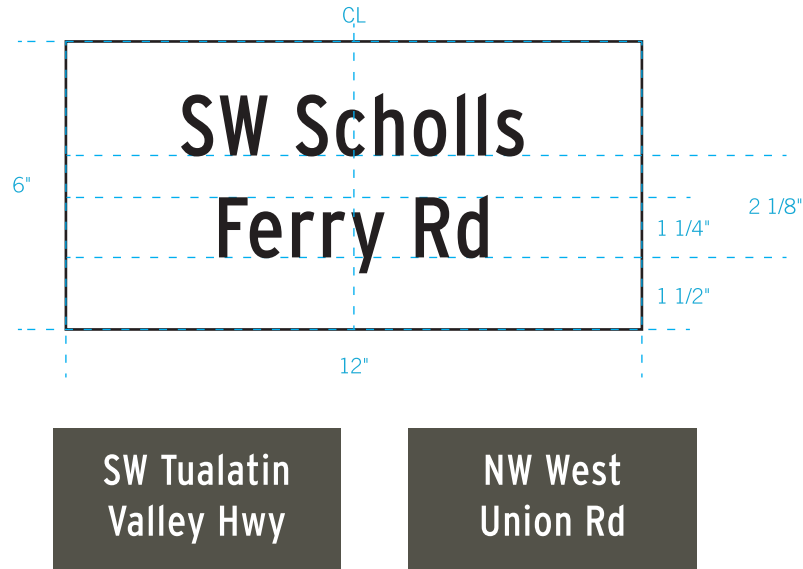 CL
SW Scholls
6"
2 1/8"
Ferry Rd
1 1/4"
1 1/2"
12"
SW Tualatin
Valley Hwy
NW West
Union Rd